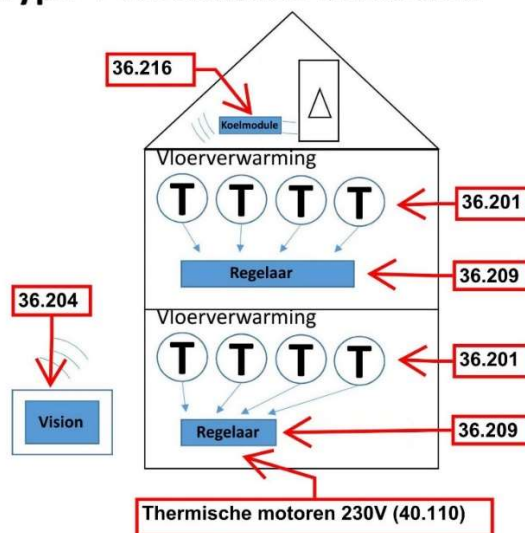 36.216
Koelmodule
Vloerverwarming
T T T T
36.201
Regelaar
36.209
36.204
Vloerverwarming
T T T T
36.201
Vision
Regelaar
36.209
Thermische motoren 230V (40.110)